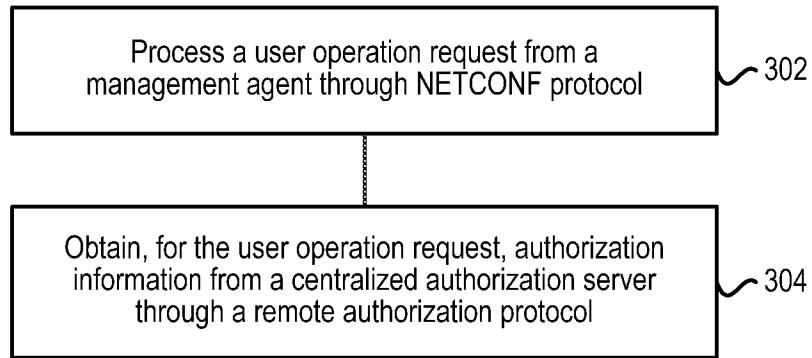 Process a user operation request from a
management agent through NETCONF protocol
302
Obtain, for the user operation request, authorization
information from a centralized authorization server
through a remote authorization protocol
304